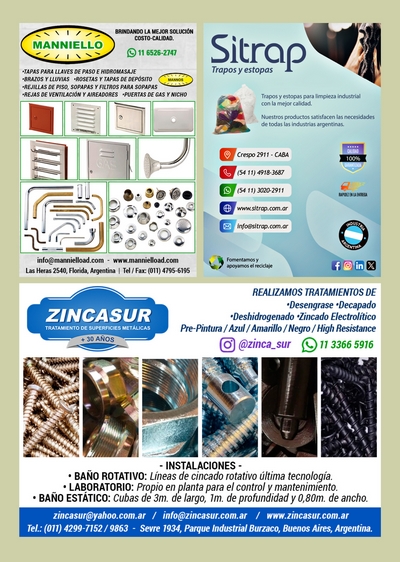 MANNIELLO
BRINDANDO LA MEJOR SOLUCIÓN
COSTO-CALIDAD.
11 6526-2747
•TAPAS PARA LLAVES DE PASO E HIDROMASAJE
•BRAZOS Y LLUVIAS •ROSETAS Y TAPAS DE DEPÓSITO
•REJILLAS DE PISO, SOPAPAS Y FILTROS PARA SOPAPAS
•REJAS DE VENTILACIÓN Y AIREADORES •PUERTAS DE GAS Y NICHO
info@mannielload.com - www.mannielload.com
Las Heras 2540, Florida, Argentina | Tel / Fax: (011) 4795-6195
Sitrap
Trapos y estopas
Trapos y estopas para limpieza industrial
con la mejor calidad.
Nuestros productos satisfacen las necesidades
de todas las industrias argentinas.
Crespo 2911 - CABA
(54 11) 4918-3687
(54 11) 3020-2911
www.sitrap.com.ar
info@sitrap.com.ar
CALIDAD
100%
RAPIDEZ EN LA ENTREGA
INDUSTRIA
ARGENTINA
Fomentamos y
apoyamos el reciclaje
ZINCASUR
TRATAMIENTO DE SUPERFICIES METÁLICAS
+ 30 AÑOS
REALIZAMOS TRATAMIENTOS DE
•Desengrase •Decapado
•Deshidrogenado •Zincado Electrolítico
Pre-Pintura / Azul / Amarillo / Negro / High Resistance
@zinca_sur 11 3366 5916
- INSTALACIONES -
• BAÑO ROTATIVO: Líneas de cincado rotativo última tecnología.
• LABORATORIO: Propio en planta para el control y mantenimiento.
• BAÑO ESTÁTICO: Cubas de 3m. de largo, 1m. de profundidad y 0,80m. de ancho.
zincasur@yahoo.com.ar / info@zincasur.com.ar / www.zincasur.com.ar
Tel.: (011) 4299-7152 / 9863 - Sevre 1934, Parque Industrial Burzaco, Buenos Aires, Argentina.